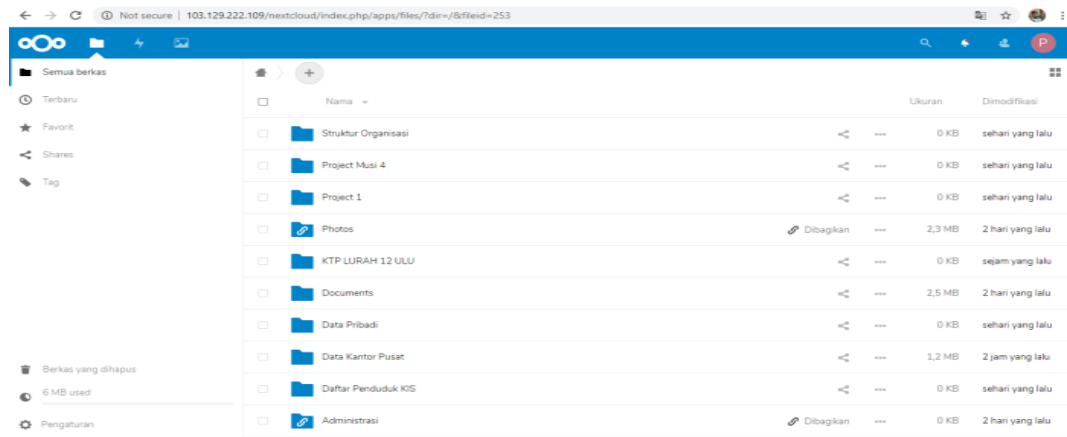 Not secure | 103.129.222.109/nextcloud/index.php/apps/files/?dir=/&fileid=253
P
Semua berkas
Terbaru
Favorit
Shares
Tag
Berkas yang dihapus
6 MB used
Pengaturan
Nama Ukuran Dimodifikasi
Struktur Organisasi 0 KB sehari yang lalu
Project Musi 4 0 KB sehari yang lalu
Project 1 0 KB sehari yang lalu
Photos Dibagikan 2,3 MB 2 hari yang lalu
KTP LURAH 12 ULU 0 KB sejam yang lalu
Documents 2,5 MB 2 hari yang lalu
Data Pribadi 0 KB sehari yang lalu
Data Kantor Pusat 1,2 MB 2 jam yang lalu
Daftar Penduduk KIS 0 KB sehari yang lalu
Administrasi Dibagikan 0 KB 2 hari yang lalu